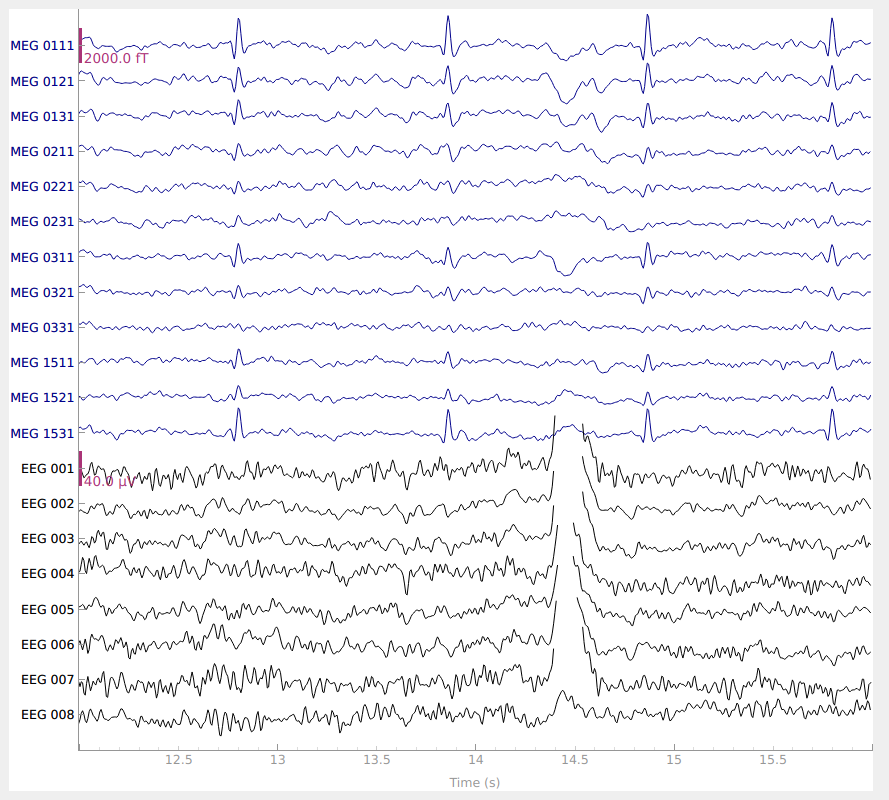 MEG 0111
2000.0 fT
MEG 0121
MEG 0131
MEG 0211
MEG 0221
MEG 0231
MEG 0311
MEG 0321
MEG 0331
MEG 1511
MEG 1521
MEG 1531
EEG 001
40.0 µV
EEG 002
EEG 003
EEG 004
EEG 005
EEG 006
EEG 007
EEG 008
12.5 13 13.5 14 14.5 15 15.5
Time (s)